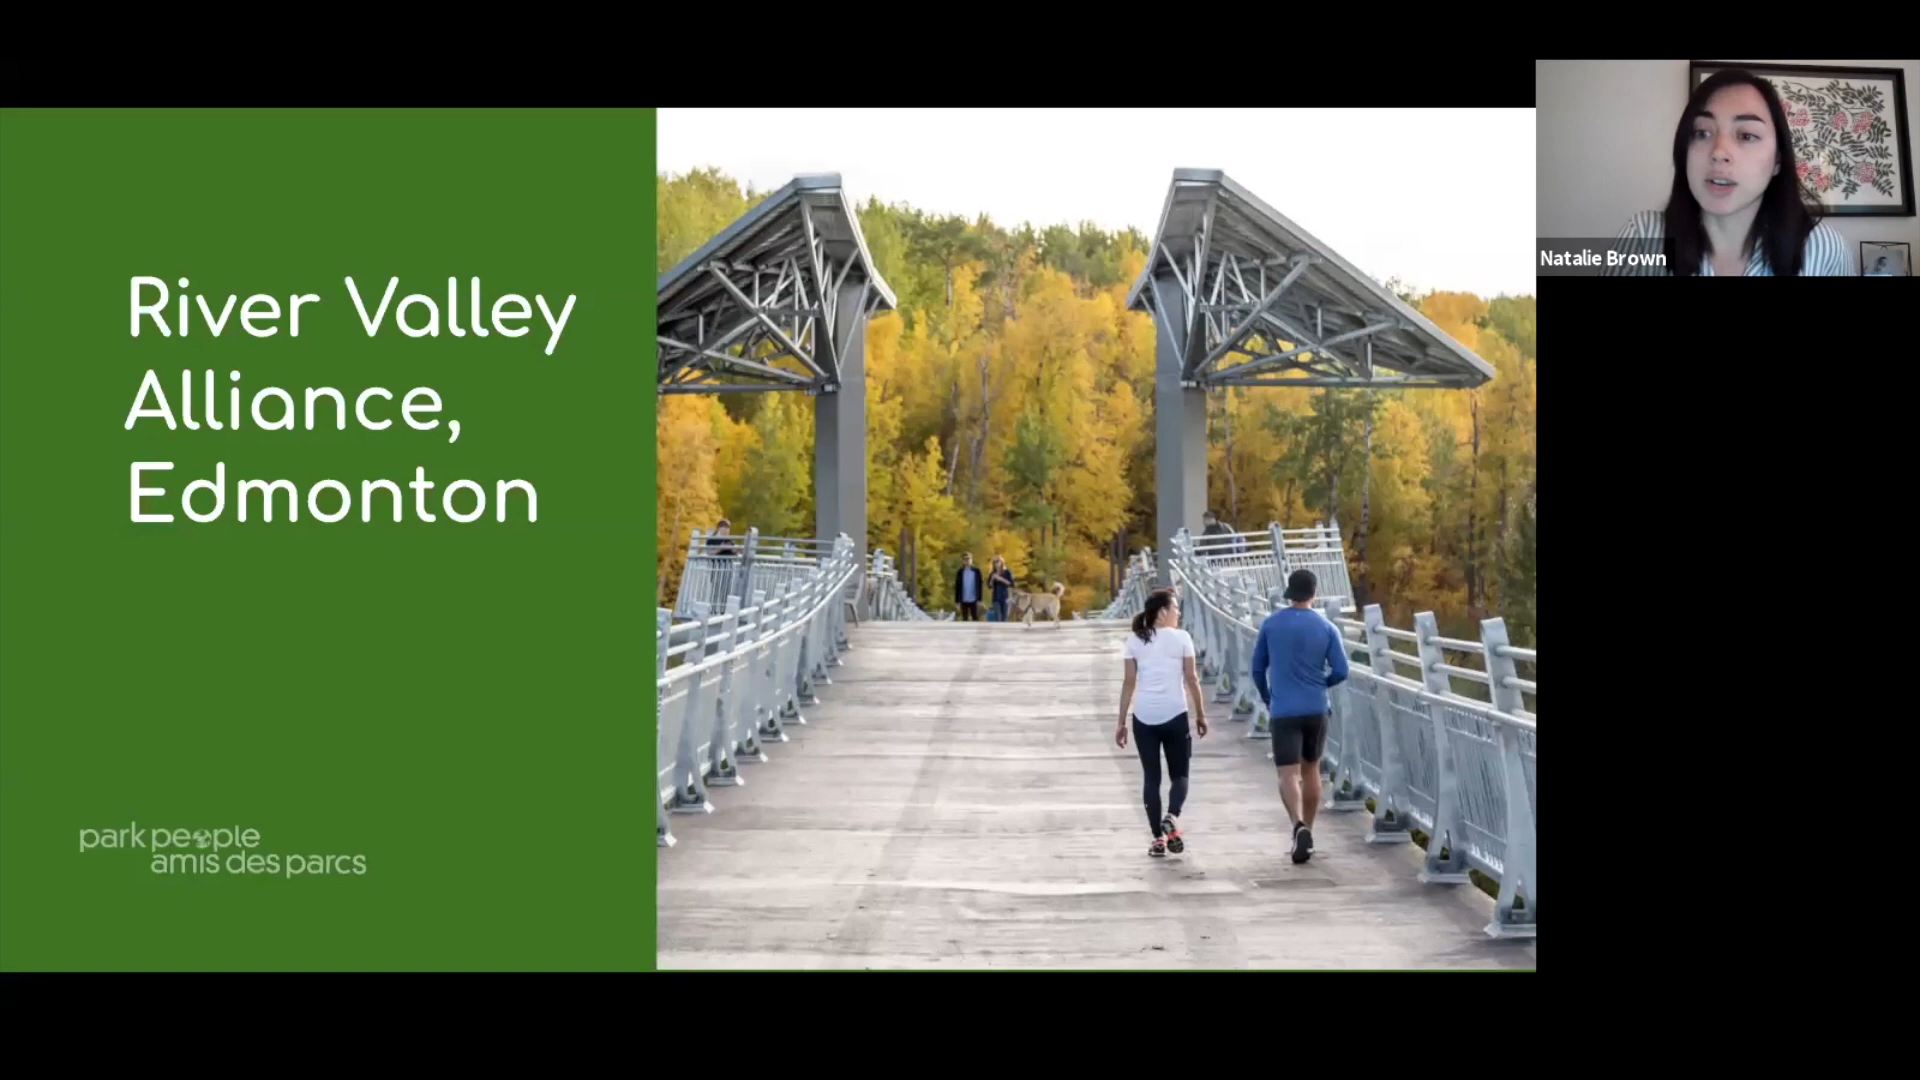 River Valley
Alliance,
Edmonton
park people
amis des parcs
Natalie Brown